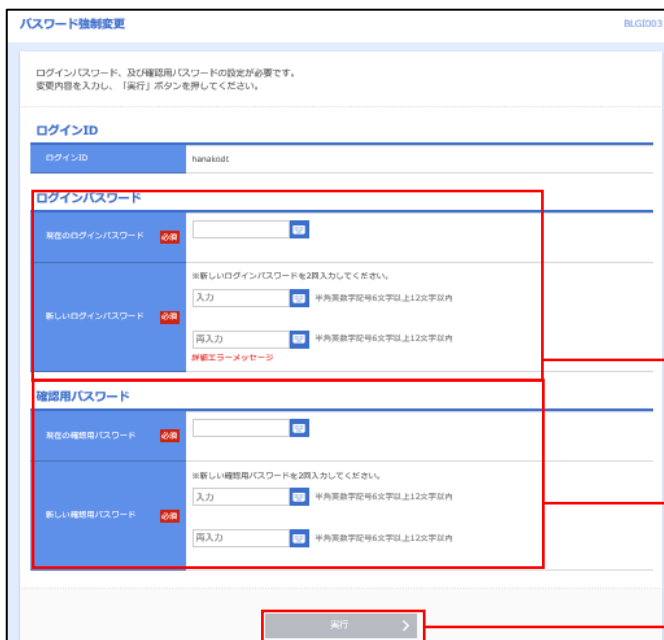 パスワード強制変更
BLGI003
ログインパスワード、及び確認用パスワードの設定が必要です。
変更内容を入力し、「実行」ボタンを押してください。
ログインID
ログインID
hanakodt
ログインパスワード
現在のログインパスワード 必須
※新しいログインパスワードを2回入力してください。
新しいログインパスワード 必須
入力 半角英数字記号6文字以上12文字以内
再入力 半角英数字記号6文字以上12文字以内
詳細エラーメッセージ
確認用パスワード
現在の確認用パスワード 必須
※新しい確認用パスワードを2回入力してください。
新しい確認用パスワード 必須
入力 半角英数字記号6文字以上12文字以内
再入力 半角英数字記号6文字以上12文字以内
実行